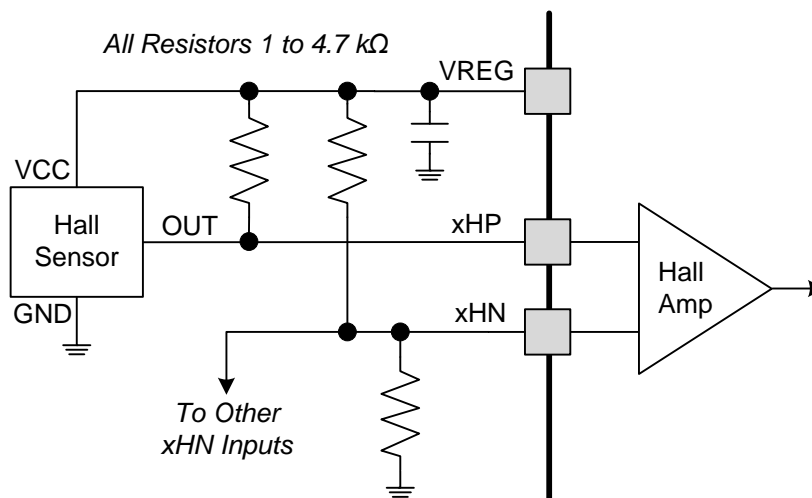 All Resistors 1 to 4.7 kΩ
VREG
VCC
Hall
Sensor
OUT
xHP
Hall
Amp
GND
xHN
To Other
xHN Inputs